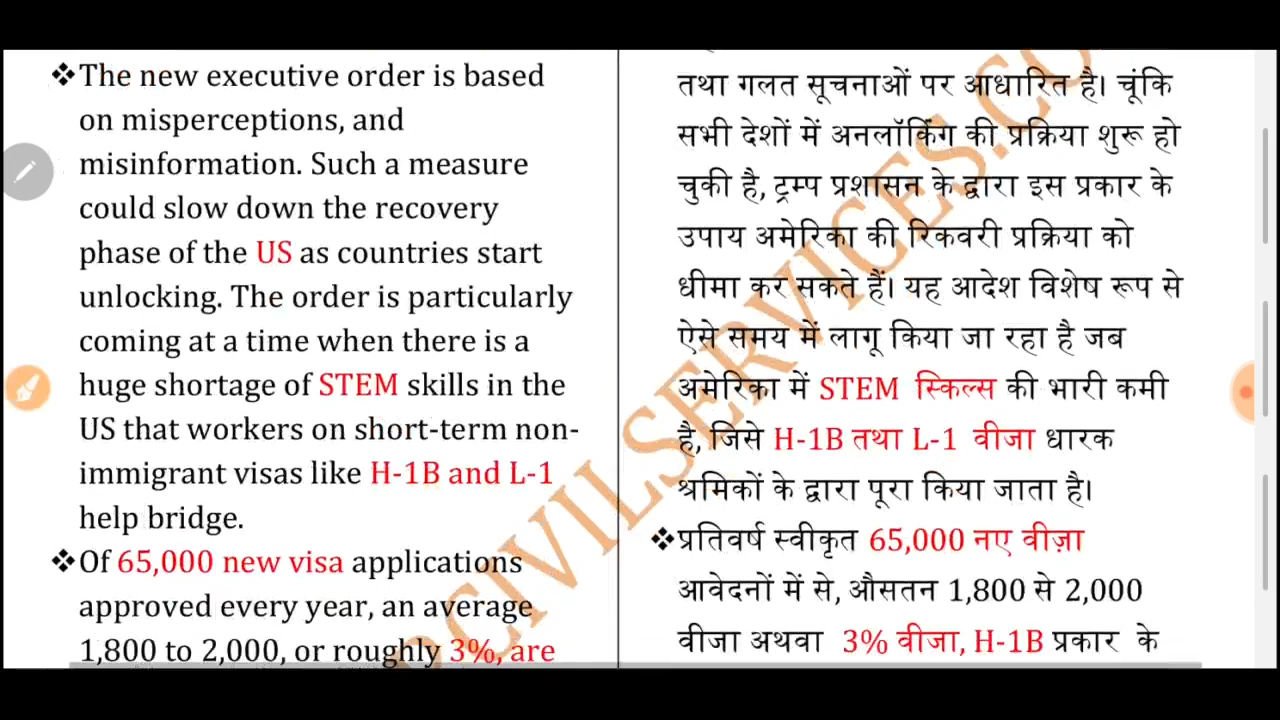 ❖The new executive order is based
on misperceptions, and
misinformation. Such a measure
could slow down the recovery
phase of the US as countries start
unlocking. The order is particularly
coming at a time when there is a
huge shortage of STEM skills in the
US that workers on short-term non-
immigrant visas like H-1B and L-1
help bridge.
❖Of 65,000 new visa applications
approved every year, an average
1,800 to 2,000, or roughly 3%, are
तथा गलत सूचनाओं पर आधारित है। चूंकि
सभी देशों में अनलॉकिंग की प्रक्रिया शुरू हो
चुकी है, ट्रम्प प्रशासन के द्वारा इस प्रकार के
उपाय अमेरिका की रिकवरी प्रक्रिया को
धीमा कर सकते हैं। यह आदेश विशेष रूप से
ऐसे समय में लागू किया जा रहा है जब
अमेरिका में STEM स्किल्स की भारी कमी
है, जिसे H-1B तथा L-1 वीजा धारक
श्रमिकों के द्वारा पूरा किया जाता है।
❖प्रतिवर्ष स्वीकृत 65,000 नए वीज़ा
आवेदनों में से, औसतन 1,800 से 2,000
वीजा अथवा 3% वीजा, H-1B प्रकार के
PCIVILSERVICES.CO